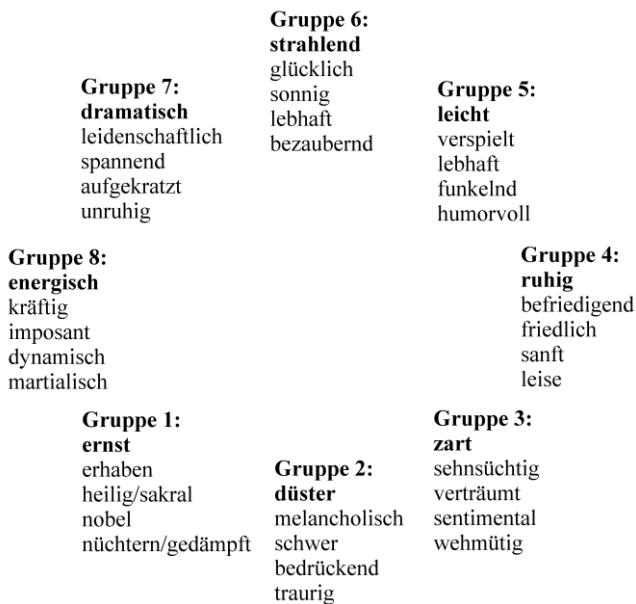 Gruppe 6:
strahlend
glücklich
sonnig
lebhaft
bezaubernd
Gruppe 7:
dramatisch
leidenschaftlich
spannend
aufgekratzt
unruhig
Gruppe 5:
leicht
verspielt
lebhaft
funkelnd
humorvoll
Gruppe 8:
energisch
kräftig
imposant
dynamisch
martialisch
Gruppe 4:
ruhig
befriedigend
friedlich
sanft
leise
Gruppe 1:
ernst
erhaben
heilig/sakral
nobel
nüchtern/gedämpft
Gruppe 2:
düster
melancholisch
schwer
bedrückend
traurig
Gruppe 3:
zart
sehnsüchtig
verträumt
sentimental
wehmütig